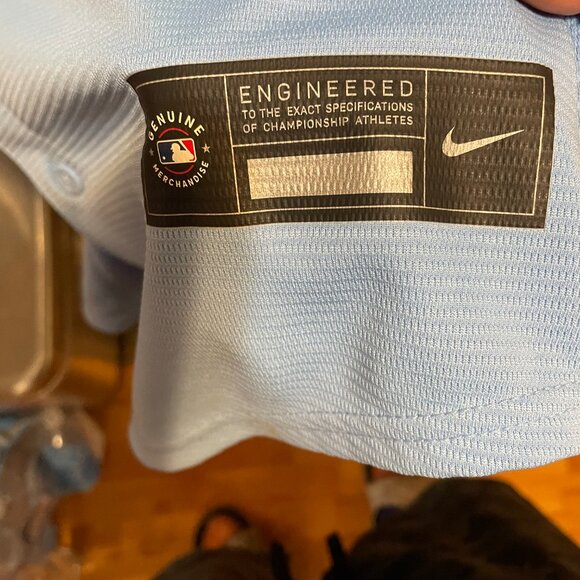 GENUINE
MERCHANDISE
ENGINEERED
TO THE EXACT SPECIFICATIONS
OF CHAMPIONSHIP ATHLETES